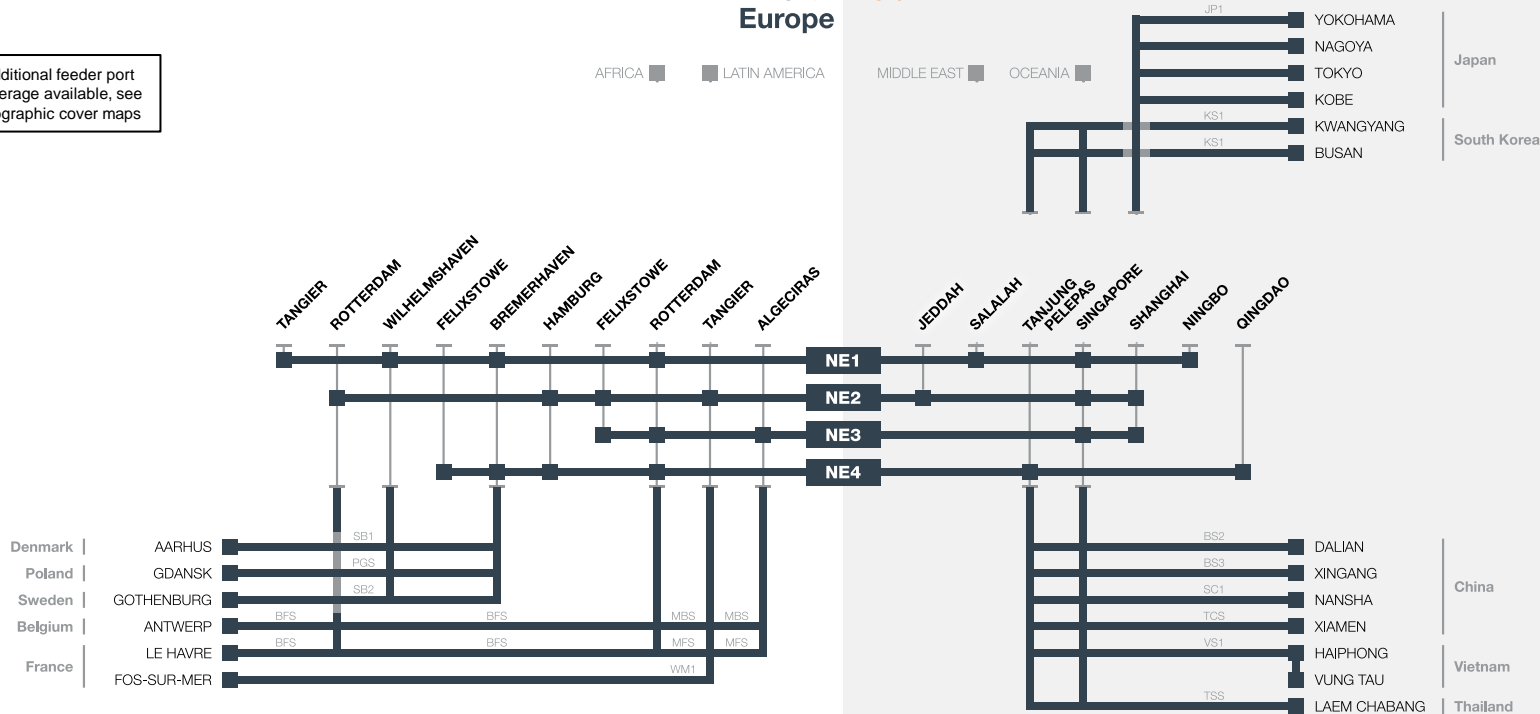 Europe
ditional feeder port
erage available, see
ographic cover maps
AFRICA
LATIN AMERICA
MIDDLE EAST
OCEANIA
JP1
YOKOHAMA
NAGOYA
TOKYO
KOBE
Japan
KS1
KWANGYANG
KS1
BUSAN
South Korea
TANGIER
ROTTERDAM
WILHELMSHAVEN
FELIXSTOWE
BREMERHAVEN
HAMBURG
FELIXSTOWE
ROTTERDAM
TANGIER
ALGECIRAS
JEDDAH
SALALAH
TANJUNG
PELEPAS
SINGAPORE
SHANGHAI
NINGBO
QINGDAO
NE1
NE2
NE3
NE4
Denmark
AARHUS
SB1
Poland
GDANSK
PGS
Sweden
GOTHENBURG
SB2
Belgium
ANTWERP
BFS
BFS
MBS
MBS
France
LE HAVRE
BFS
BFS
MFS
MFS
FOS-SUR-MER
WM1
BS2
DALIAN
BS3
XINGANG
SC1
NANSHA
TCS
XIAMEN
China
VS1
HAIPHONG
VUNG TAU
Vietnam
TSS
LAEM CHABANG
Thailand